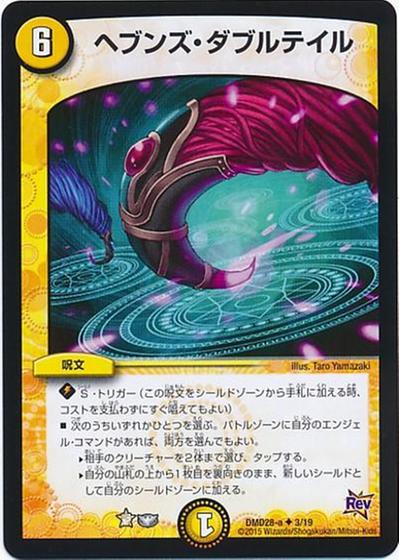 6
ヘブンズ・ダブルテイル
呪文
illus. Taro Yamazaki
S・トリガー(この呪文をシールドゾーンから手札に加える時、
コストを支払わずにすぐ唱えてもよい)
■ 次のうちいずれかひとつを選ぶ。バトルゾーンに自分のエンジェ
ル・コマンドがあれば、両方を選んでもよい。
▶相手のクリーチャーを2体まで選び、タップする。
▶自分の山札の上から1枚目を裏向きのまま、新しいシールドと
して自分のシールドゾーンに加える。
1
Rev
DMD28-a ◆ 3/19
©2015 Wizards/Shogakukan/Mitsui-Kids